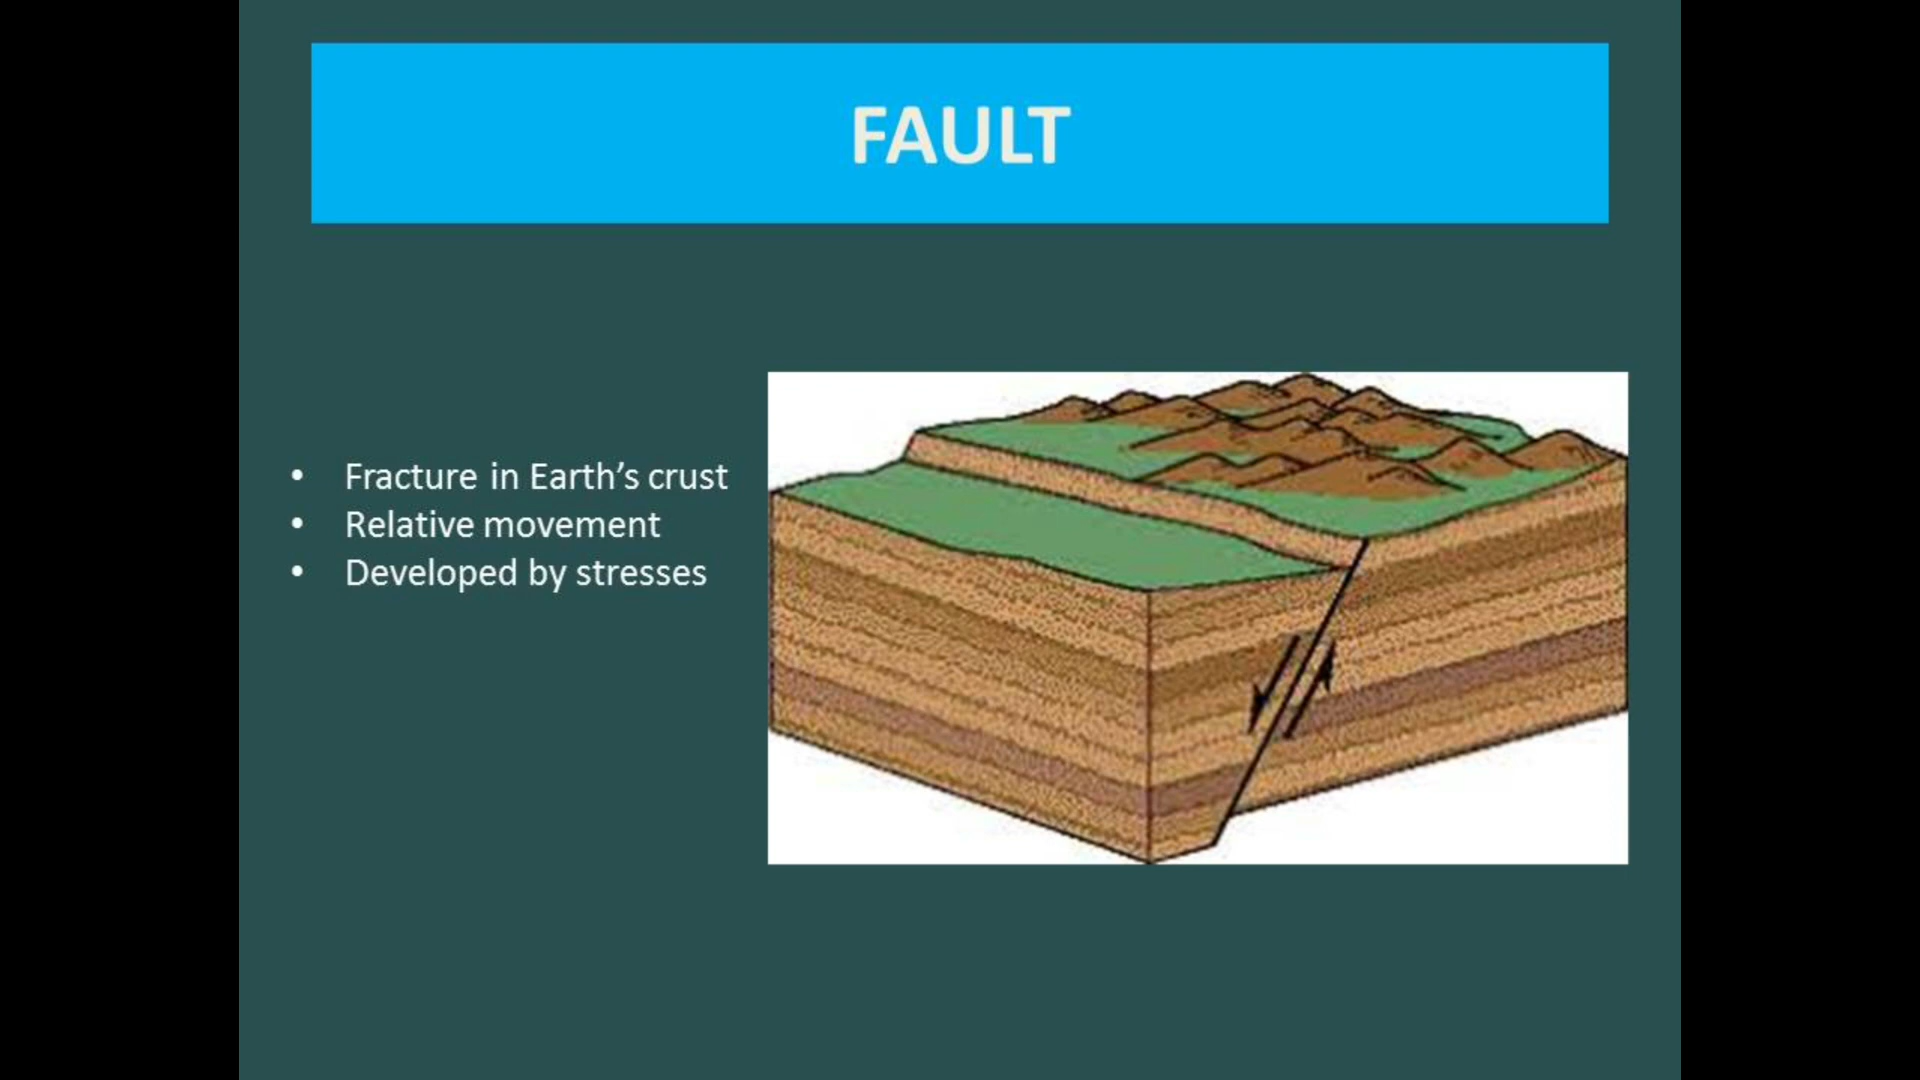 FAULT
• Fracture in Earth’s crust
• Relative movement
• Developed by stresses